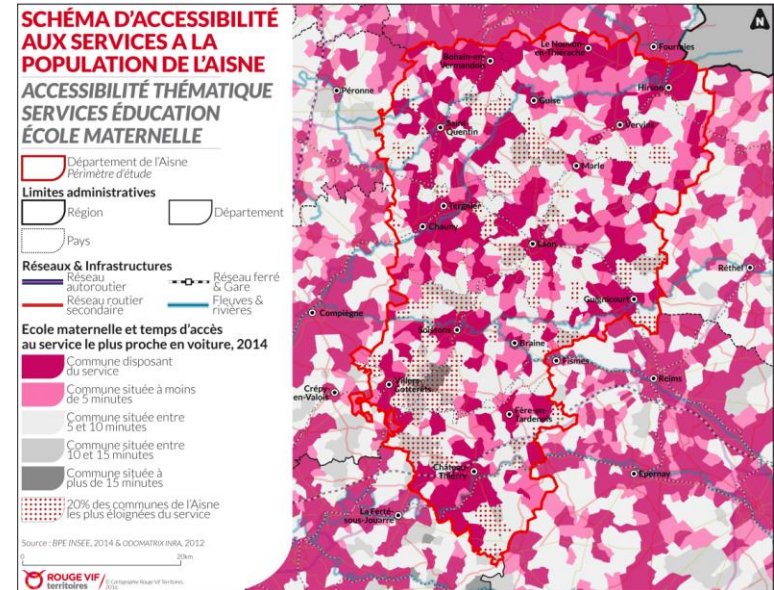 SCHÉMA D'ACCESSIBILITÉ
AUX SERVICES A LA
POPULATION DE L'AISNE
ACCESSIBILITÉ THÉMATIQUE
SERVICES ÉDUCATION
ÉCOLE MATERNELLE
Département de l'Aisne
Périmètre d'étude
Limites administratives
Région
Département
Pays
Réseaux & Infrastructures
Réseau
autoroutier
Réseau ferré
& Gare
Réseau routier
secondaire
Fleuves &
rivières
Ecole maternelle et temps d'accès
au service le plus proche en voiture, 2014
Commune disposant
du service
Commune située à moins
de 5 minutes
Commune située entre
5 et 10 minutes
Commune située entre
10 et 15 minutes
Commune située à
plus de 15 minutes
20% des communes de l'Aisne
les plus éloignées du service
Source : BPE INSEE, 2014 & ODOMATRIX INRA, 2012
0
20km
ROUGE VIF
territoires
© Cartographie Rouge Vif Territoires,
2016
N
Le Nouvion
en-Thiérache
Fourmies
Bohain-en
Vermandois
Péronne
Hirson
Guise
Saint
Quentin
Vervins
Marle
Tergnier
Chauny
Laon
Réthel
Guignicourt
Compiègne
Soissons
Braine
Fismes
Reims
Villers
Cotterêts
Crépy
en-Valois
Fère-en
Tardenois
Château
Thierry
Epernay
La Ferté
sous-Jouarre